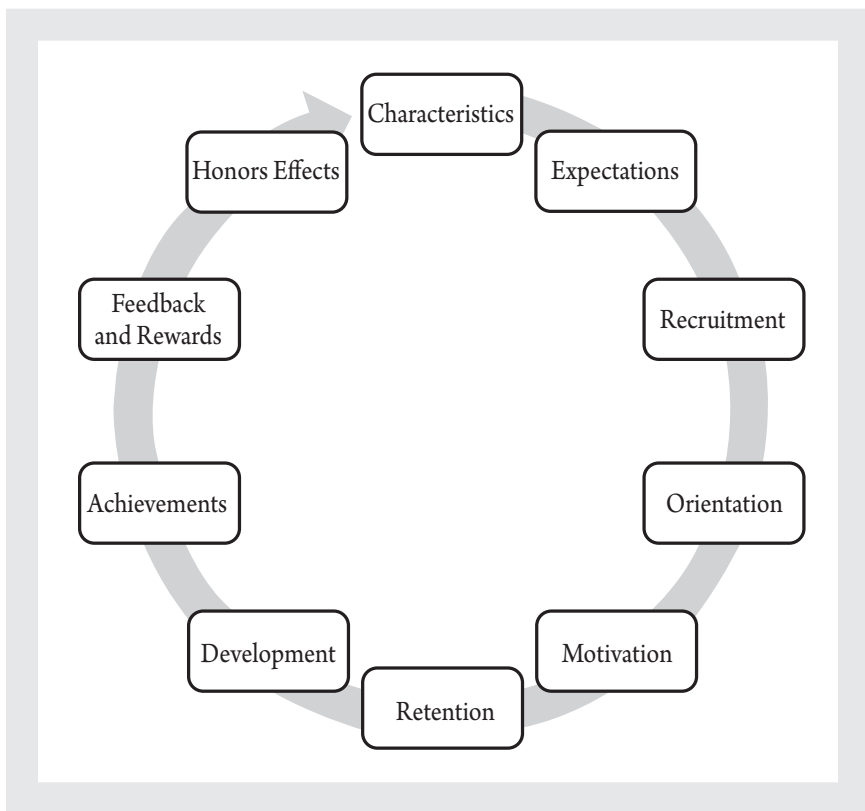 Characteristics
Expectations
Recruitment
Orientation
Motivation
Retention
Development
Achievements
Feedback
and Rewards
Honors Effects